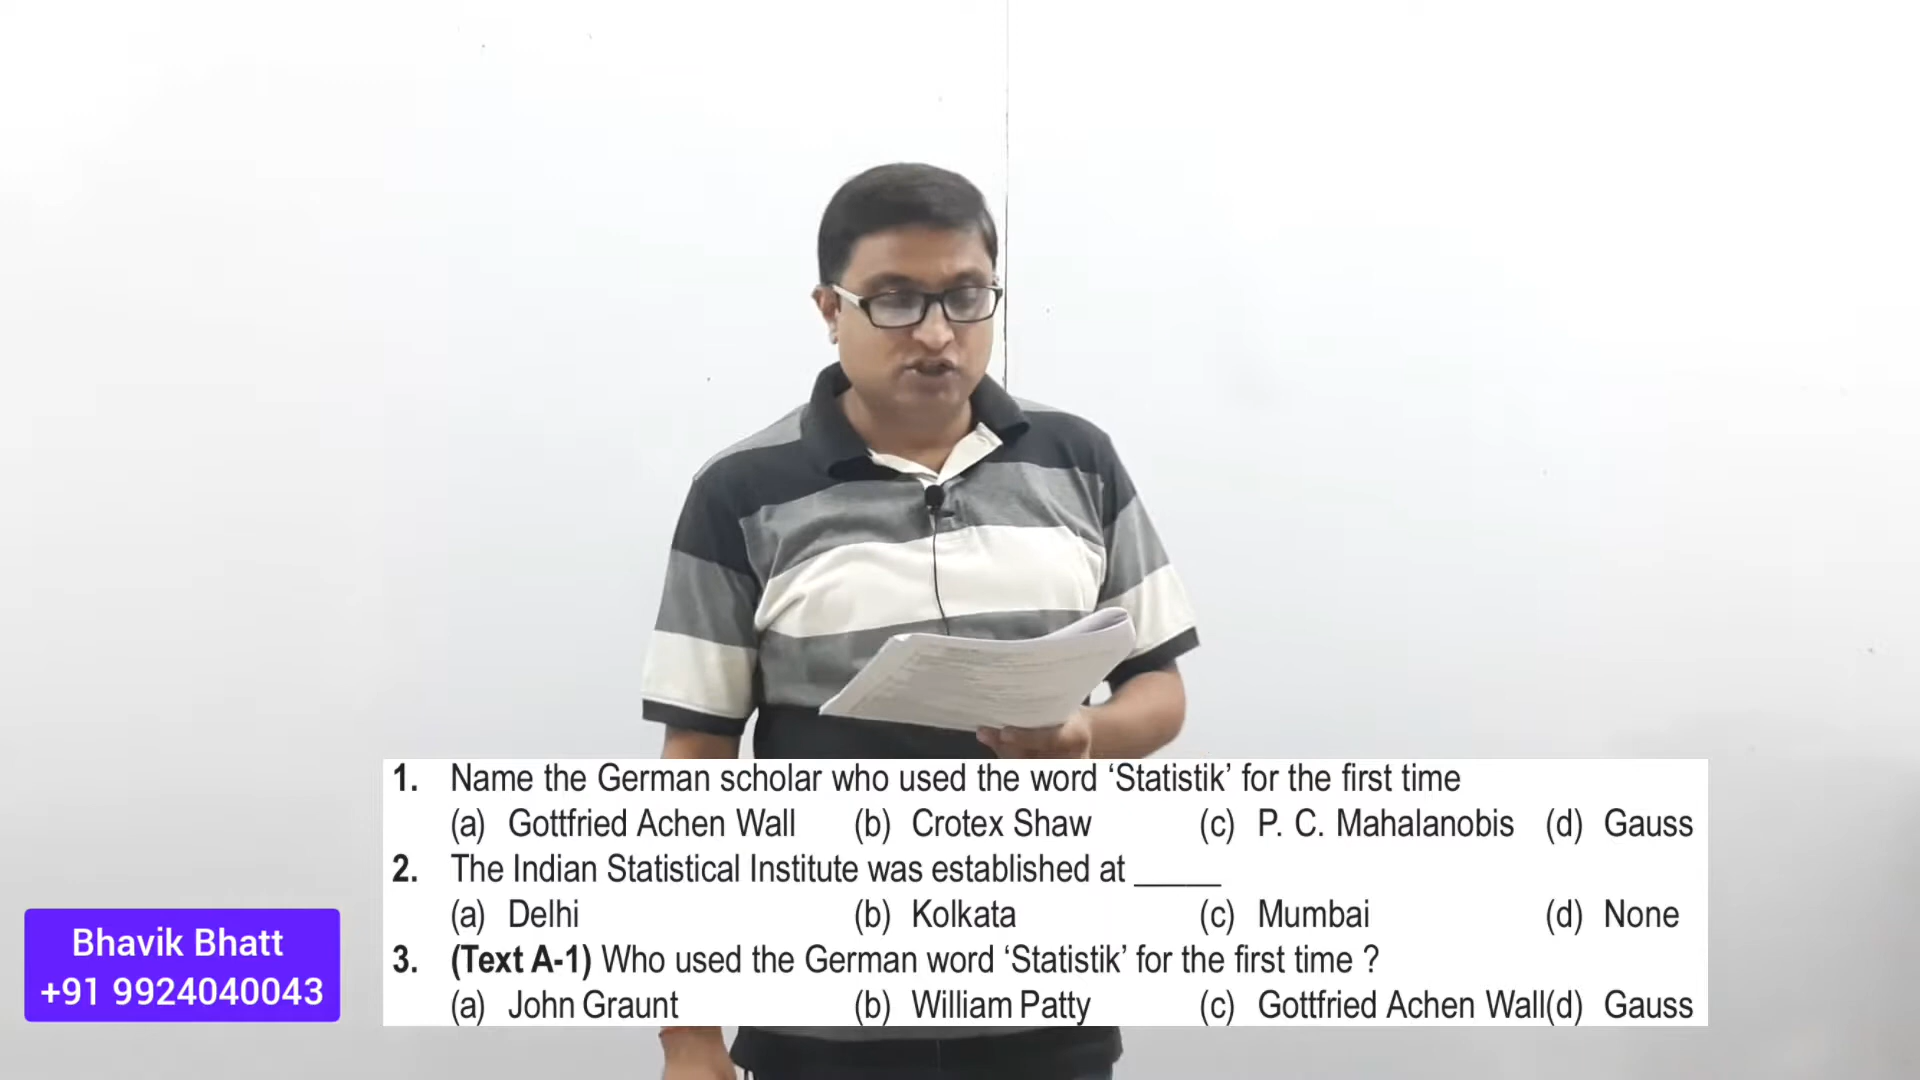 1. Name the German scholar who used the word ‘Statistik’ for the first time
(a) Gottfried Achen Wall (b) Crotex Shaw (c) P. C. Mahalanobis (d) Gauss
2. The Indian Statistical Institute was established at _____
(a) Delhi (b) Kolkata (c) Mumbai (d) None
3. (Text A-1) Who used the German word ‘Statistik’ for the first time ?
(a) John Graunt (b) William Patty (c) Gottfried Achen Wall(d) Gauss
Bhavik Bhatt
+91 9924040043